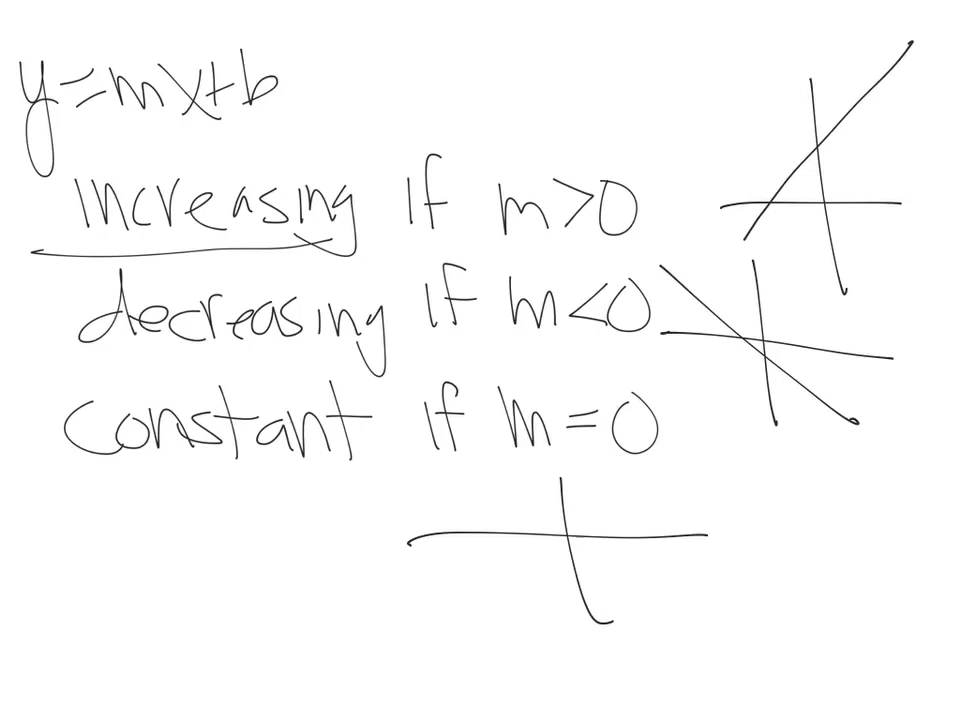 y=mx+b
increasing if m>0
decreasing if m<0
constant if m=0